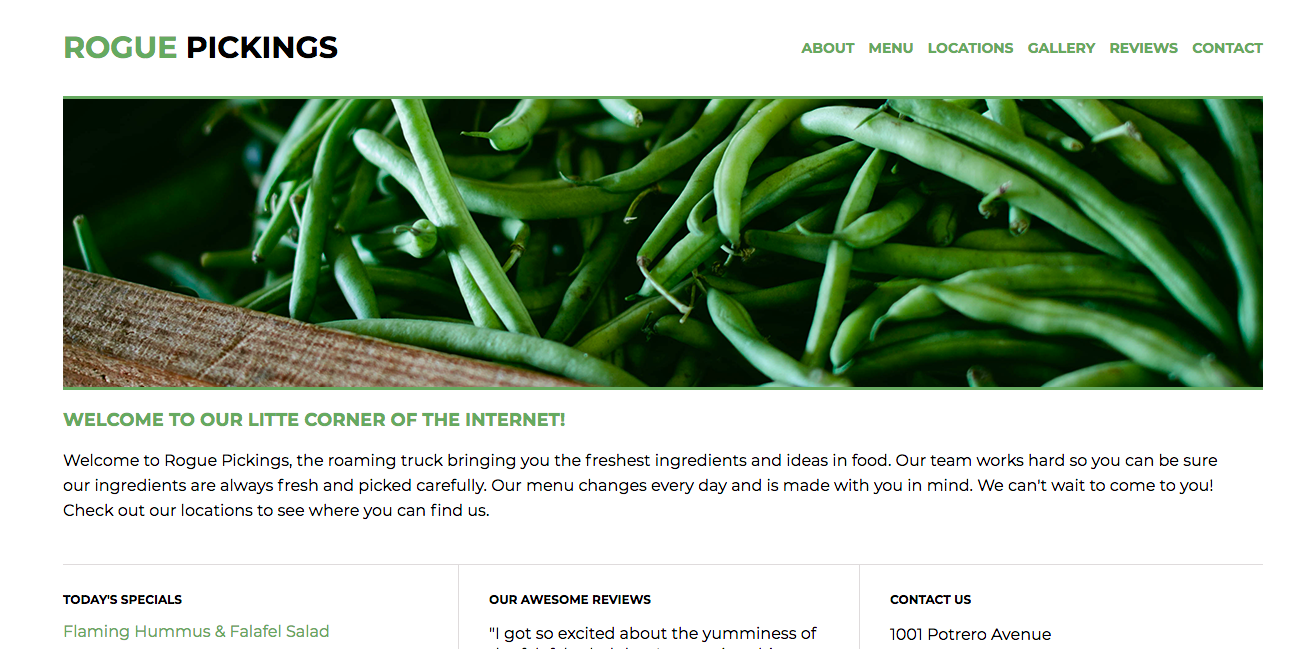 ROGUE PICKINGS
ABOUT MENU LOCATIONS GALLERY REVIEWS CONTACT
WELCOME TO OUR LITTE CORNER OF THE INTERNET!
Welcome to Rogue Pickings, the roaming truck bringing you the freshest ingredients and ideas in food. Our team works hard so you can be sure
our ingredients are always fresh and picked carefully. Our menu changes every day and is made with you in mind. We can't wait to come to you!
Check out our locations to see where you can find us.
TODAY'S SPECIALS
Flaming Hummus & Falafel Salad
OUR AWESOME REVIEWS
"I got so excited about the yumminess of
CONTACT US
1001 Potrero Avenue